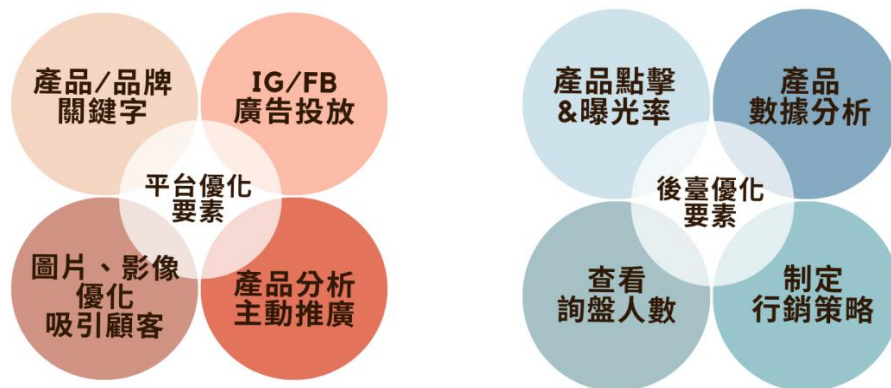 產品/品牌
關鍵字
IG/FB
廣告投放
平台優化
要素
圖片、影像
優化
吸引顧客
產品分析
主動推廣
產品點擊
&曝光率
產品
數據分析
後臺優化
要素
查看
詢盤人數
制定
行銷策略